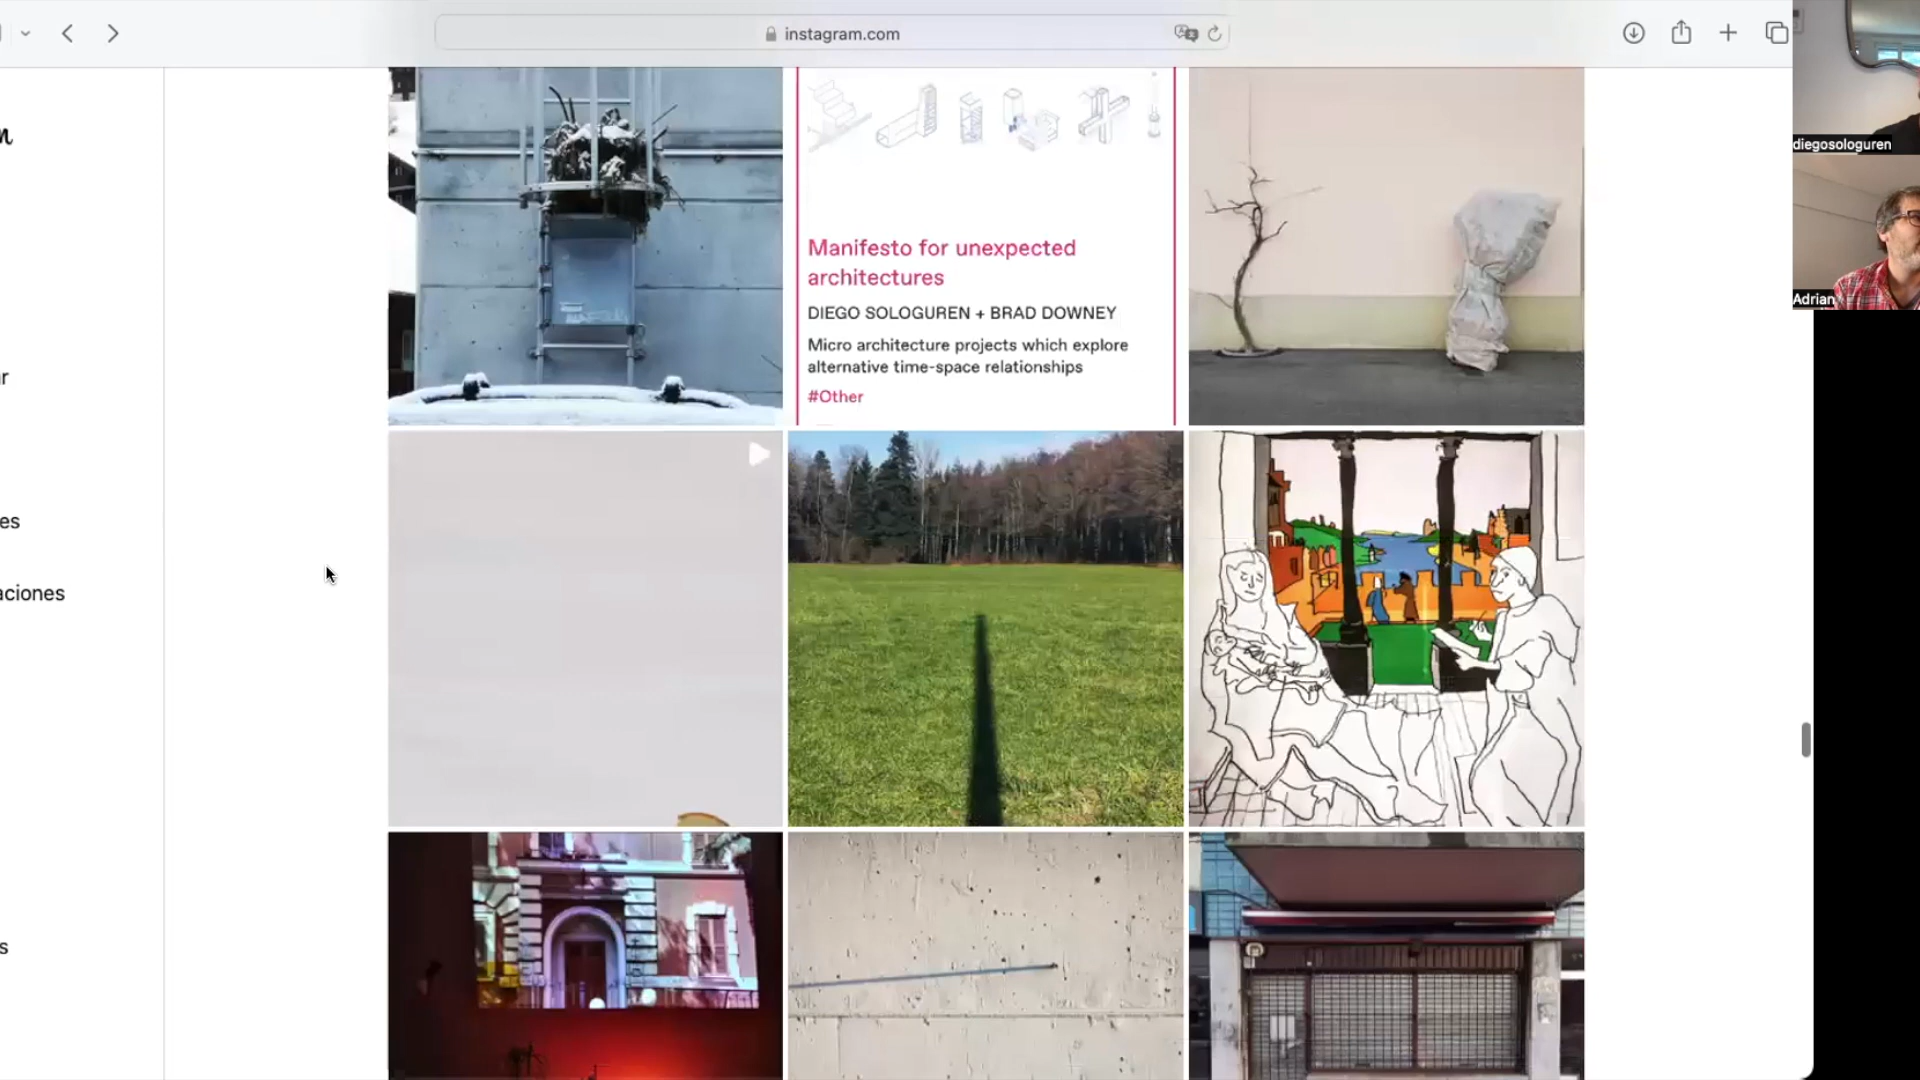 instagram.com
n
r
es
aciones
s
Manifesto for unexpected
architectures
DIEGO SOLOGUREN + BRAD DOWNEY
Micro architecture projects which explore
alternative time-space relationships
#Other
diegosologuren
Adrian